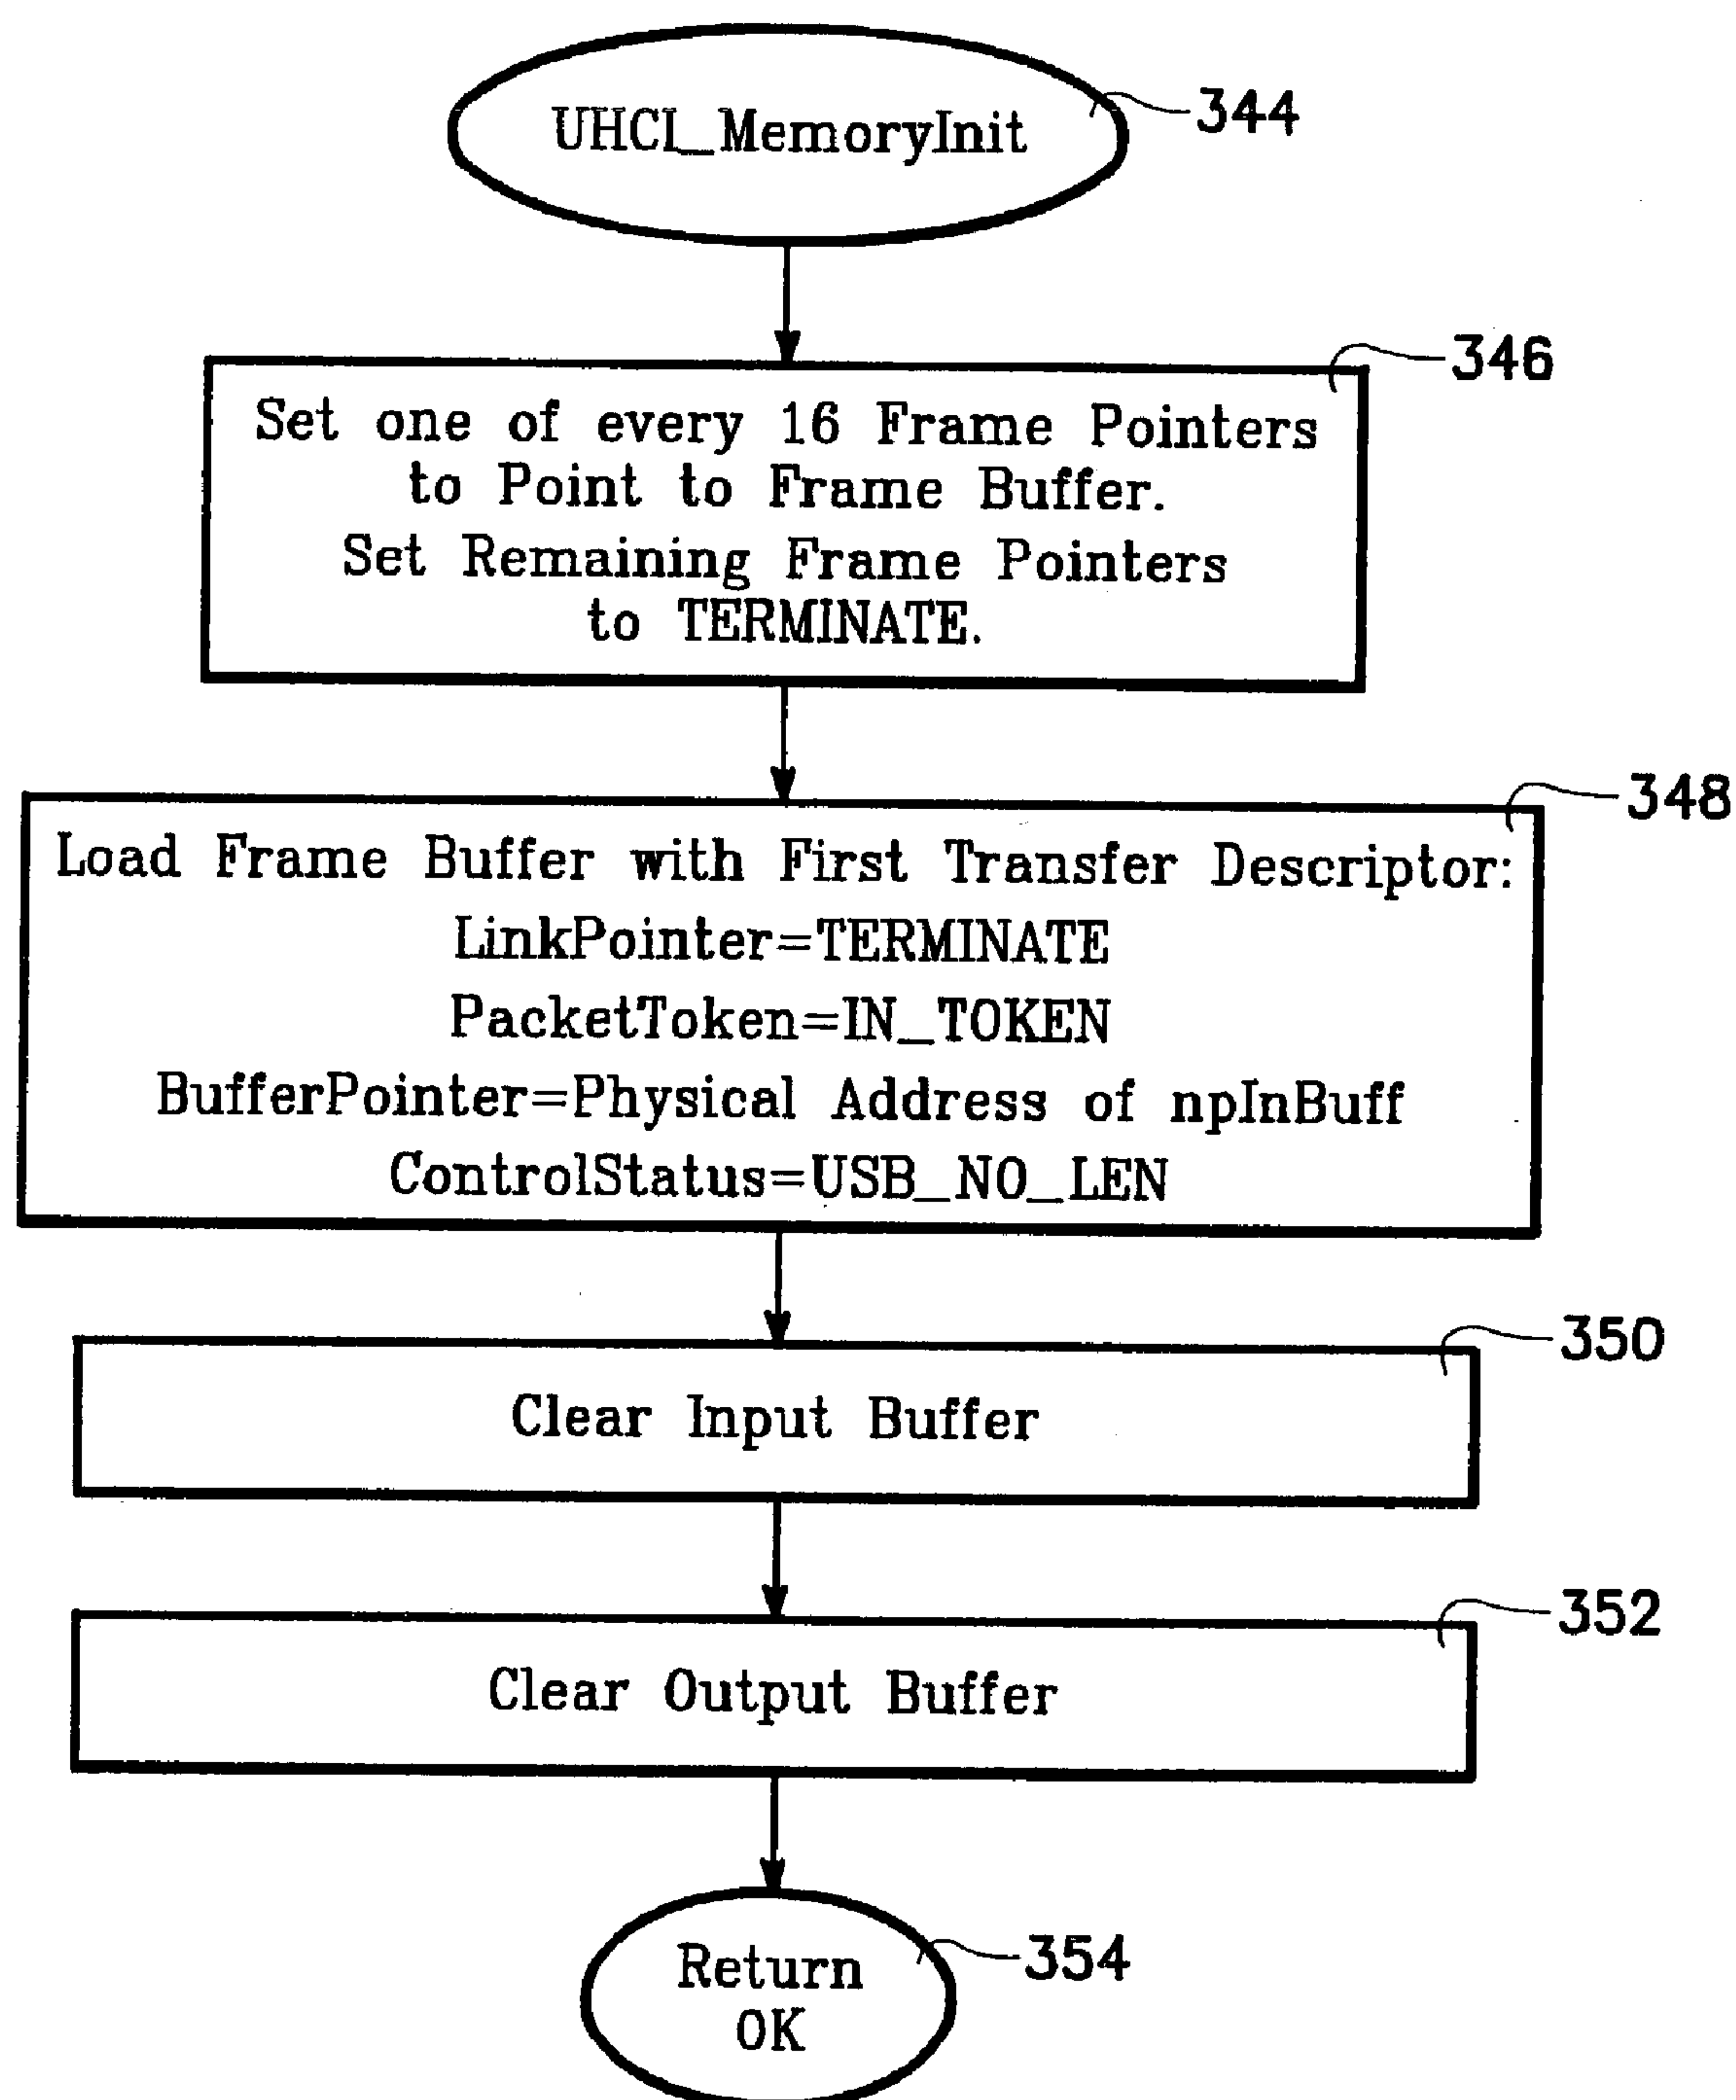 UHCI_MemoryInit
344
346
Set one of every 16 Frame Pointers
to Point to Frame Buffer.
Set Remaining Frame Pointers
to TERMINATE.
348
Load Frame Buffer with First Transfer Descriptor:
LinkPointer=TERMINATE
PacketToken=IN_TOKEN
BufferPointer=Physical Address of npInBuff
ControlStatus=USB_NO_LEN
350
Clear Input Buffer
352
Clear Output Buffer
354
Return
OK